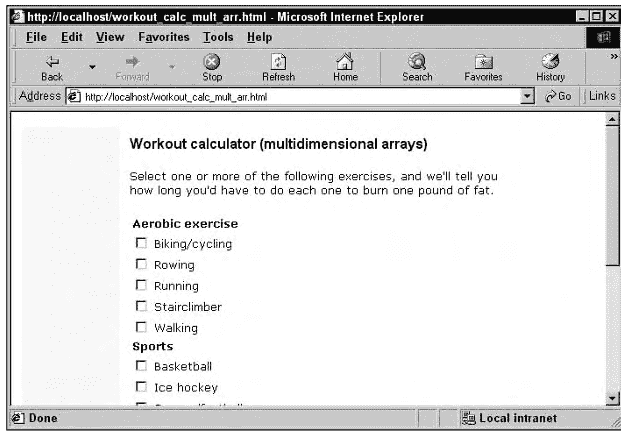 http://localhost/workout_calc_mult_arr.html - Microsoft Internet Explorer
File Edit View Favorites Tools Help
Back Forward Stop Refresh Home Search Favorites History »
Address http://localhost/workout_calc_mult_arr.html Go Links
Workout calculator (multidimensional arrays)
Select one or more of the following exercises, and we'll tell you
how long you'd have to do each one to burn one pound of fat.
Aerobic exercise
Biking/cycling
Rowing
Running
Stairclimber
Walking
Sports
Basketball
Ice hockey
Done Local intranet